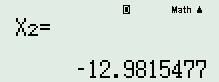 D Math ▲
X2=
-12.9815477